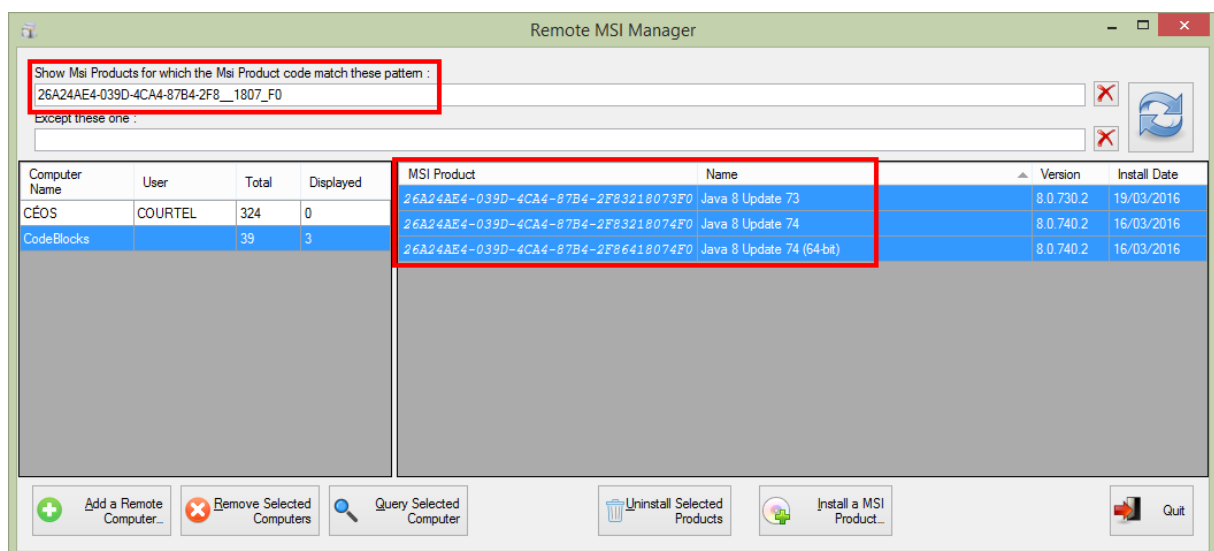 Remote MSI Manager
Show Msi Products for which the Msi Product code match these pattern :
26A24AE4-039D-4CA4-87B4-2F8__1807_F0
Except these one :
Computer Name User Total Displayed
CÉOS COURTEL 324 0
CodeBlocks 39 3
MSI Product Name Version Install Date
26A24AE4-039D-4CA4-87B4-2F83218073F0 Java 8 Update 73 8.0.730.2 19/03/2016
26A24AE4-039D-4CA4-87B4-2F83218074F0 Java 8 Update 74 8.0.740.2 16/03/2016
26A24AE4-039D-4CA4-87B4-2F86418074F0 Java 8 Update 74 (64-bit) 8.0.740.2 16/03/2016
Add a Remote
Computer...
Remove Selected
Computers
Query Selected
Computer
Uninstall Selected
Products
Install a MSI
Product...
Quit